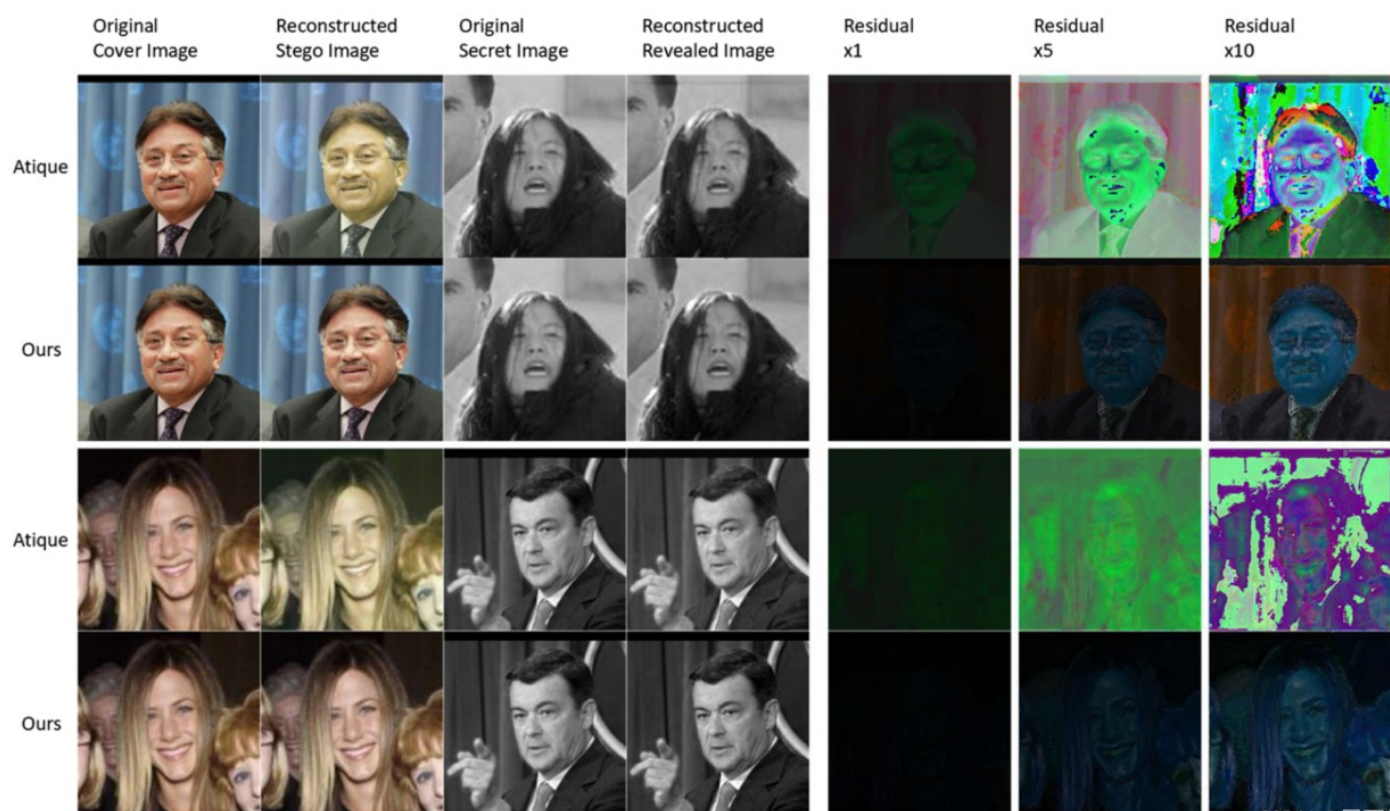 Original
Cover Image
Reconstructed
Stego Image
Original
Secret Image
Reconstructed
Revealed Image
Residual
x1
Residual
x5
Residual
x10
Atique
Ours
Atique
Ours